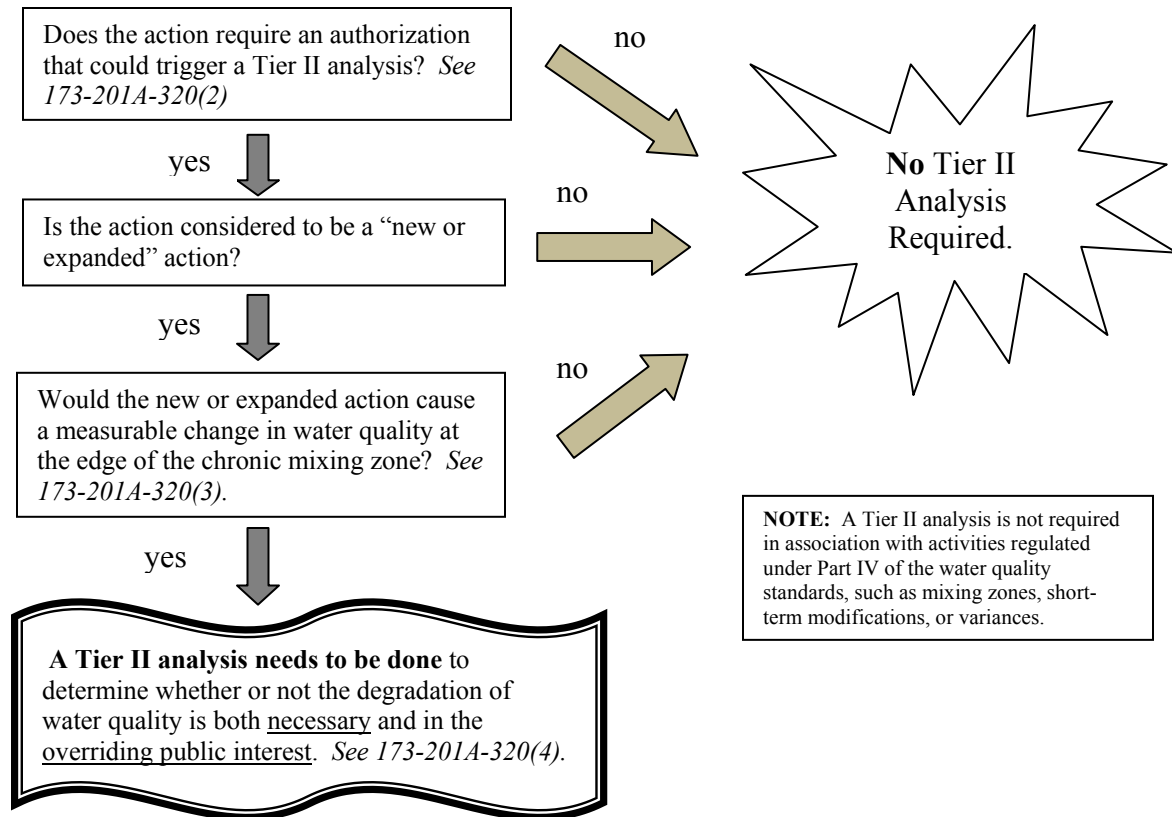 Does the action require an authorization
that could trigger a Tier II analysis?  See
173-201A-320(2)
no
yes
Is the action considered to be a “new or
expanded” action?
no
No Tier II
Analysis
Required.
yes
Would the new or expanded action cause
a measurable change in water quality at
the edge of the chronic mixing zone?  See
173-201A-320(3).
no
yes
NOTE:  A Tier II analysis is not required
in association with activities regulated
under Part IV of the water quality
standards, such as mixing zones, short-
term modifications, or variances.
A Tier II analysis needs to be done to
determine whether or not the degradation of
water quality is both necessary and in the
overriding public interest.  See 173-201A-320(4).